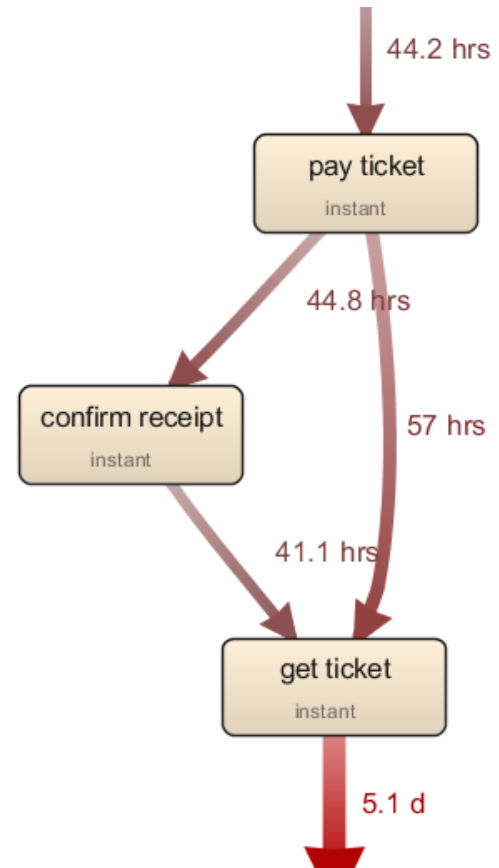 44.2 hrs
pay ticket
instant
44.8 hrs
confirm receipt
instant
57 hrs
41.1 hrs
get ticket
instant
5.1 d